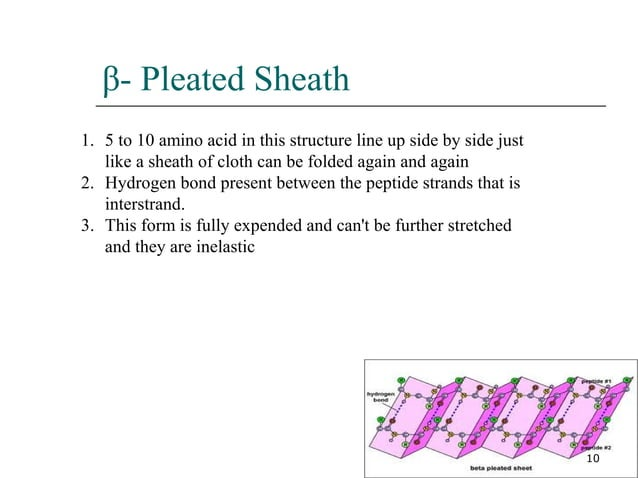 β- Pleated Sheath
1. 5 to 10 amino acid in this structure line up side by side just
like a sheath of cloth can be folded again and again
2. Hydrogen bond present between the peptide strands that is
interstrand.
3. This form is fully expended and can't be further stretched
and they are inelastic
peptide #1
hydrogen
bond
peptide #2
10
beta pleated sheet